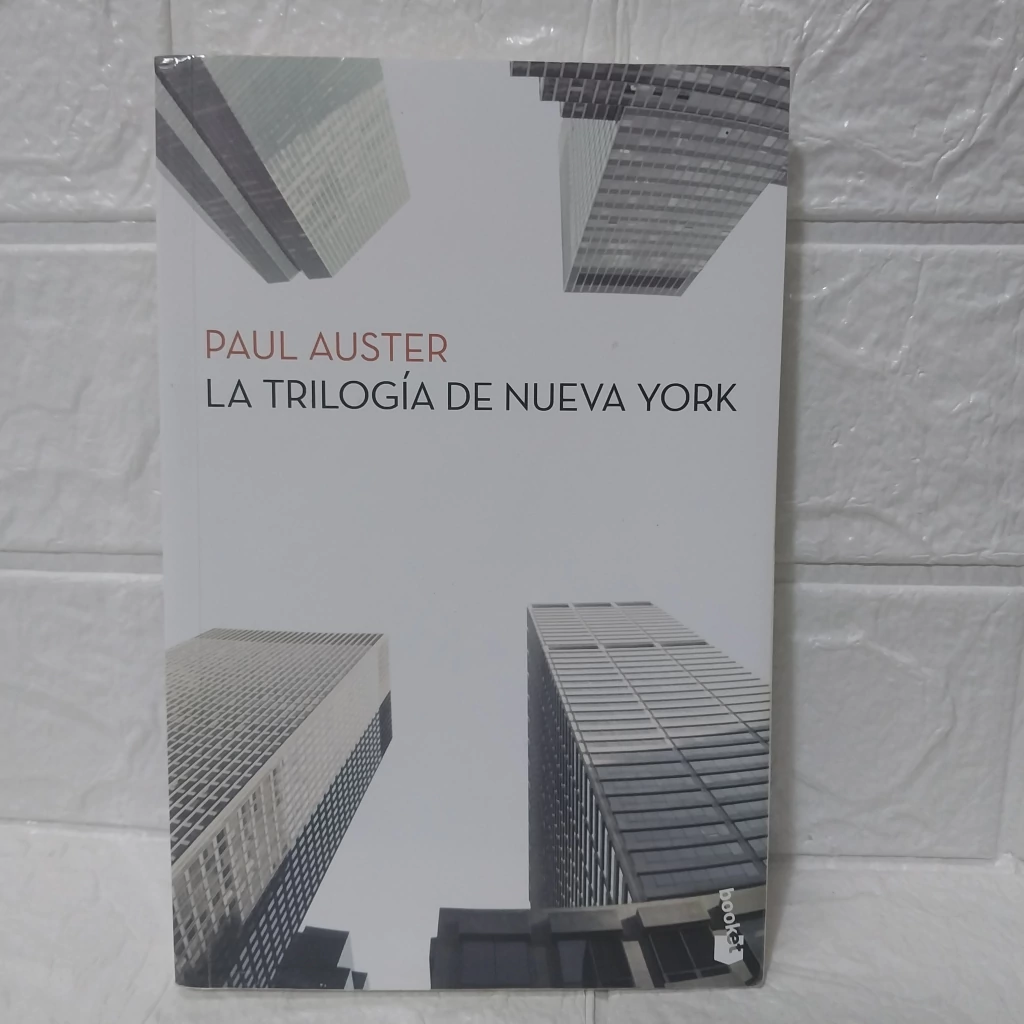 PAUL AUSTER
LA TRILOGÍA DE NUEVA YORK
booket